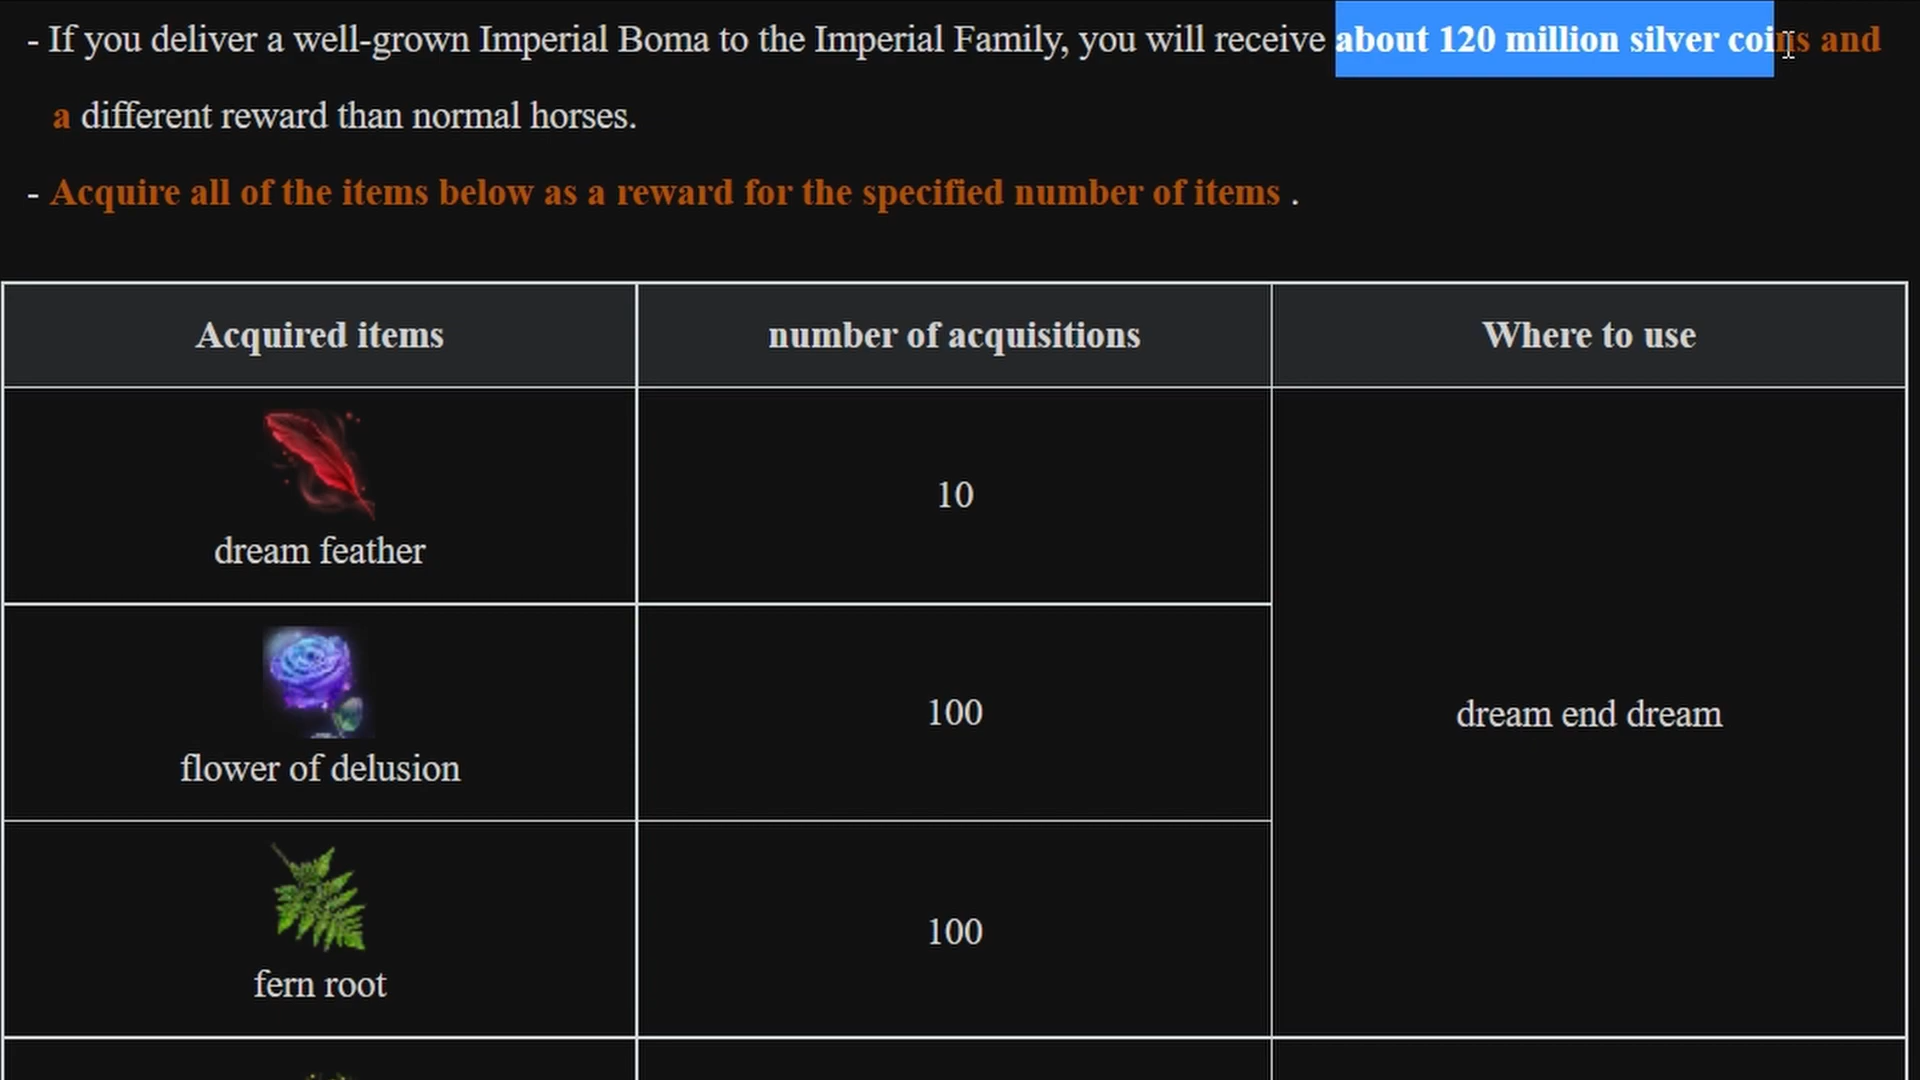 - If you deliver a well-grown Imperial Boma to the Imperial Family, you will receive about 120 million silver coins and
a different reward than normal horses.
- Acquire all of the items below as a reward for the specified number of items .
Acquired items number of acquisitions Where to use
dream feather 10
flower of delusion 100 dream end dream
fern root 100